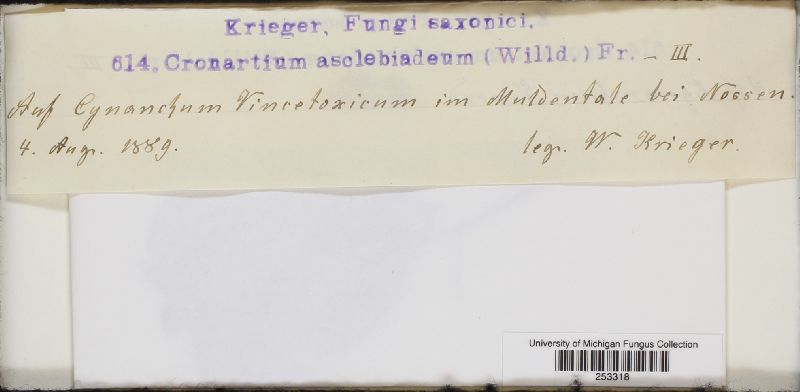 Krieger, Fungi saxonici.
614. Cronartium asclebiadeum (Willd.) Fr. – III.
Auf Cynanchum Vincetoxicum im Muldentale bei Nossen.
4. Aug. 1889. leg. W. Krieger.
University of Michigan Fungus Collection
253318